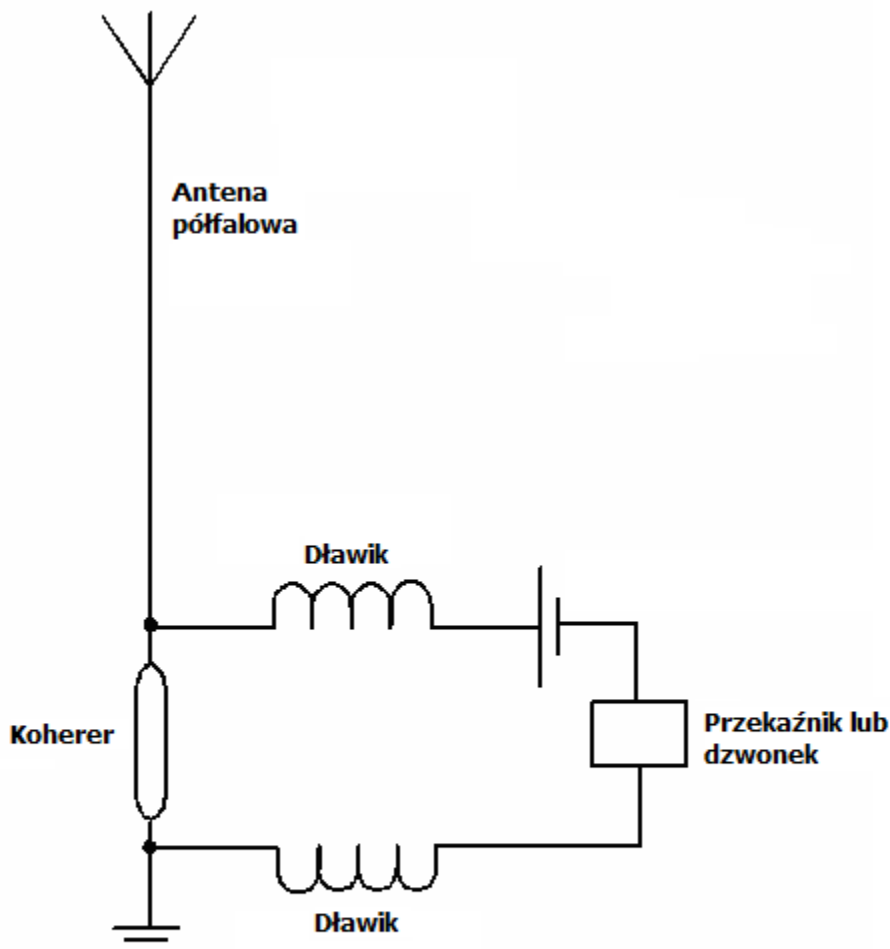 Antena
półfalowa
Dławik
Koherer
Przekaźnik lub
dzwonek
Dławik